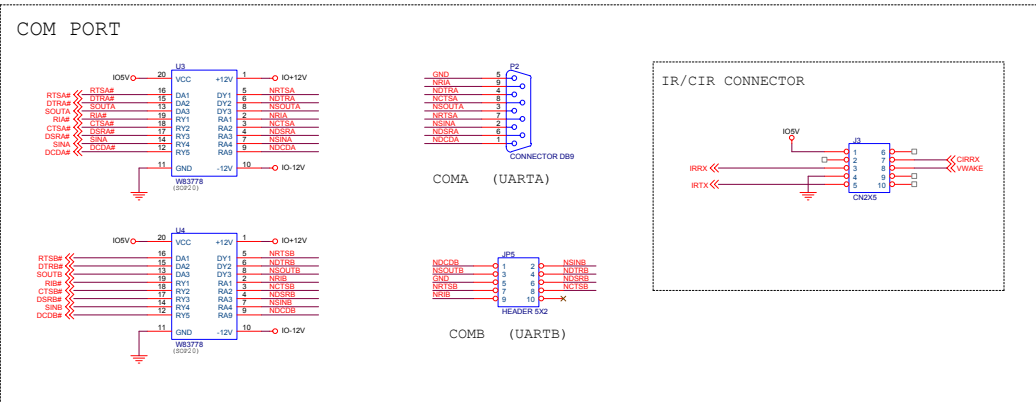 COM PORT
U3
IO5V 20 VCC +12V 1 IO+12V
RTSA# RTSA# 16 DA1 DY1 5 NRTSA
DTRA# DTRA# 15 DA2 DY2 6 NDTRA
SOUTA SOUTA 13 DA3 DY3 8 NSOUTA
RIA# RIA# 19 RY1 RA1 2 NRIA
CTSA# CTSA# 18 RY2 RA2 3 NCTSA
DSRA# DSRA# 17 RY3 RA3 4 NDSRA
SINA SINA 14 RY4 RA4 7 NSINA
DCDA# DCDA# 12 RY5 RA9 9 NDCDA
11 GND -12V 10 IO-12V
W83778
(SOP20)
P2
GND 5
NRIA 9
NDTRA 4
NCTSA 8
NSOUTA 3
NRTSA 7
NSINA 2
NDSRA 6
NDCDA 1
CONNECTOR DB9
COMA (UARTA)
IR/CIR CONNECTOR
IO5V
J3
1 6
2 7 CIRRX
IRRX 3 8 VWAKE
4 9
IRTX 5 10
CN2X5
U4
IO5V 20 VCC +12V 1 IO+12V
RTSB# 16 DA1 DY1 5 NRTSB
DTRB# 15 DA2 DY2 6 NDTRB
SOUTB 13 DA3 DY3 8 NSOUTB
RIB# 19 RY1 RA1 2 NRIB
CTSB# 18 RY2 RA2 3 NCTSB
DSRB# 17 RY3 RA3 4 NDSRB
SINB 14 RY4 RA4 7 NSINB
DCDB# 12 RY5 RA9 9 NDCDB
11 GND -12V 10 IO-12V
W83778
(SOP20)
JP5
NDCDB 1 2 NSINB
NSOUTB 3 4 NDTRB
GND 5 6 NDSRB
NRTSB 7 8 NCTSB
NRIB 9 10
HEADER 5X2
COMB (UARTB)